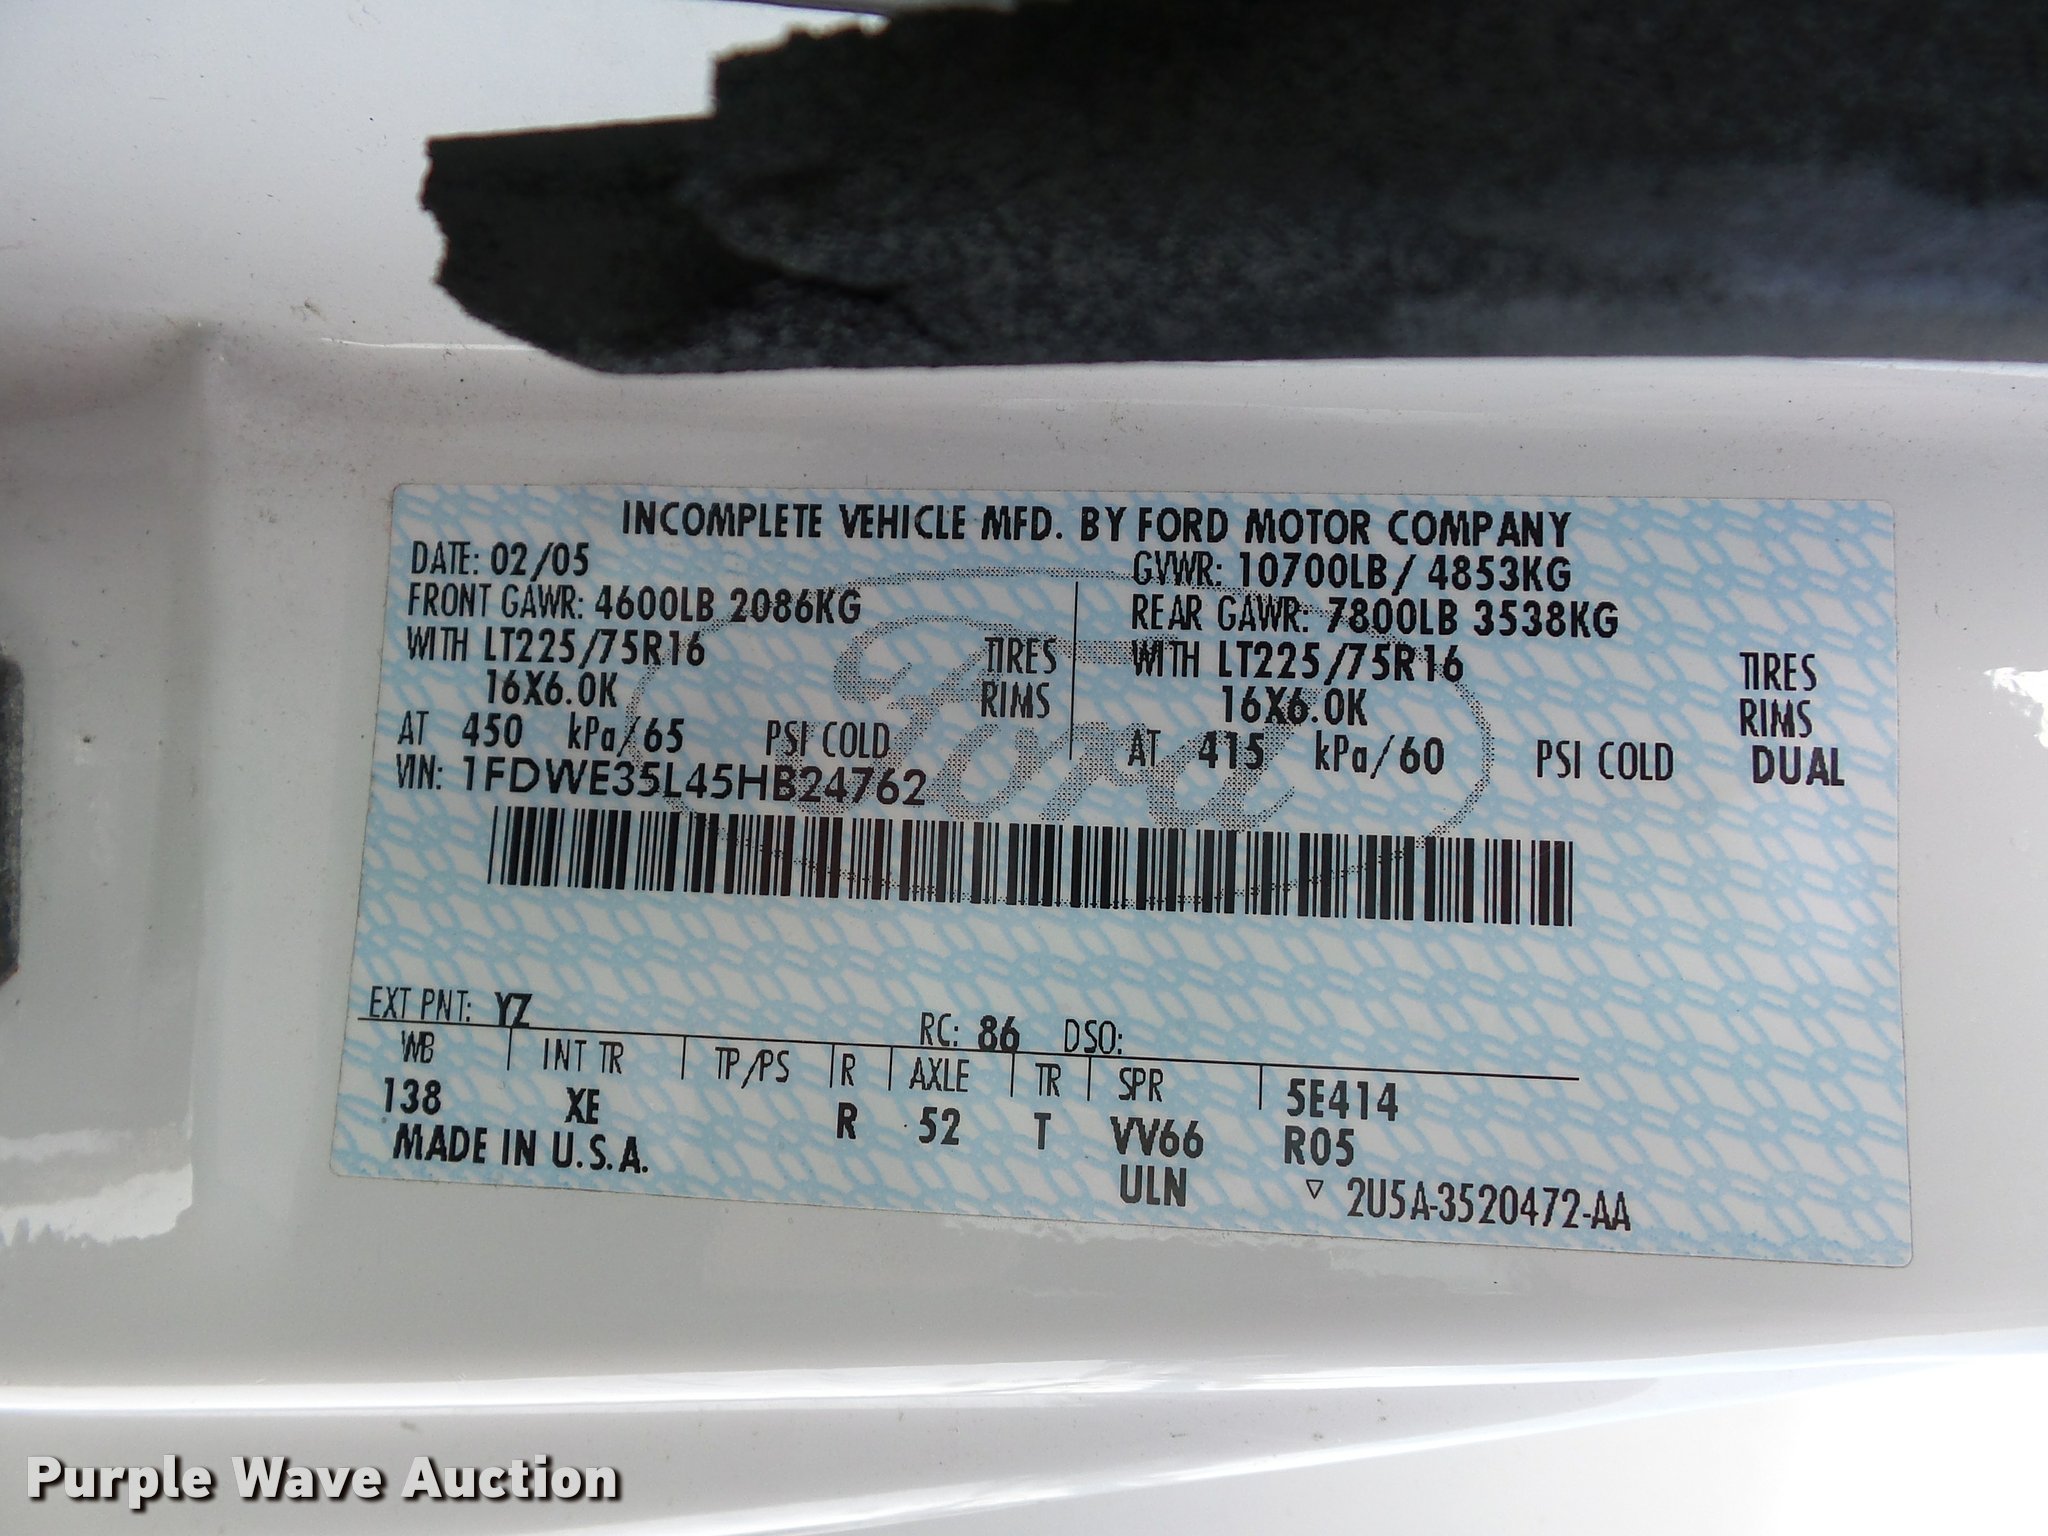 INCOMPLETE VEHICLE MFD. BY FORD MOTOR COMPANY
DATE: 02/05 GVWR: 10700LB/ 4853KG
FRONT GAWR: 4600LB 2086KG REAR GAWR: 7800LB 3538KG
WITH LT225/75R16 TIRES WITH LT225/75R16 TIRES
16X6.0K RIMS 16X6.0K RIMS
AT 450 kPa/65 PSI COLD AT 415 kPa/60 PSI COLD DUAL
VIN: 1FDWE35L45HB24762
Ford
EXT PNT: YZ RC: 86 DSO:
WB INT TR TP/PS R AXLE TR SPR 5E414
138 XE R 52 T VV66 R05
MADE IN U.S.A. ULN ▽ 2U5A-3520472-AA
Purple Wave Auction